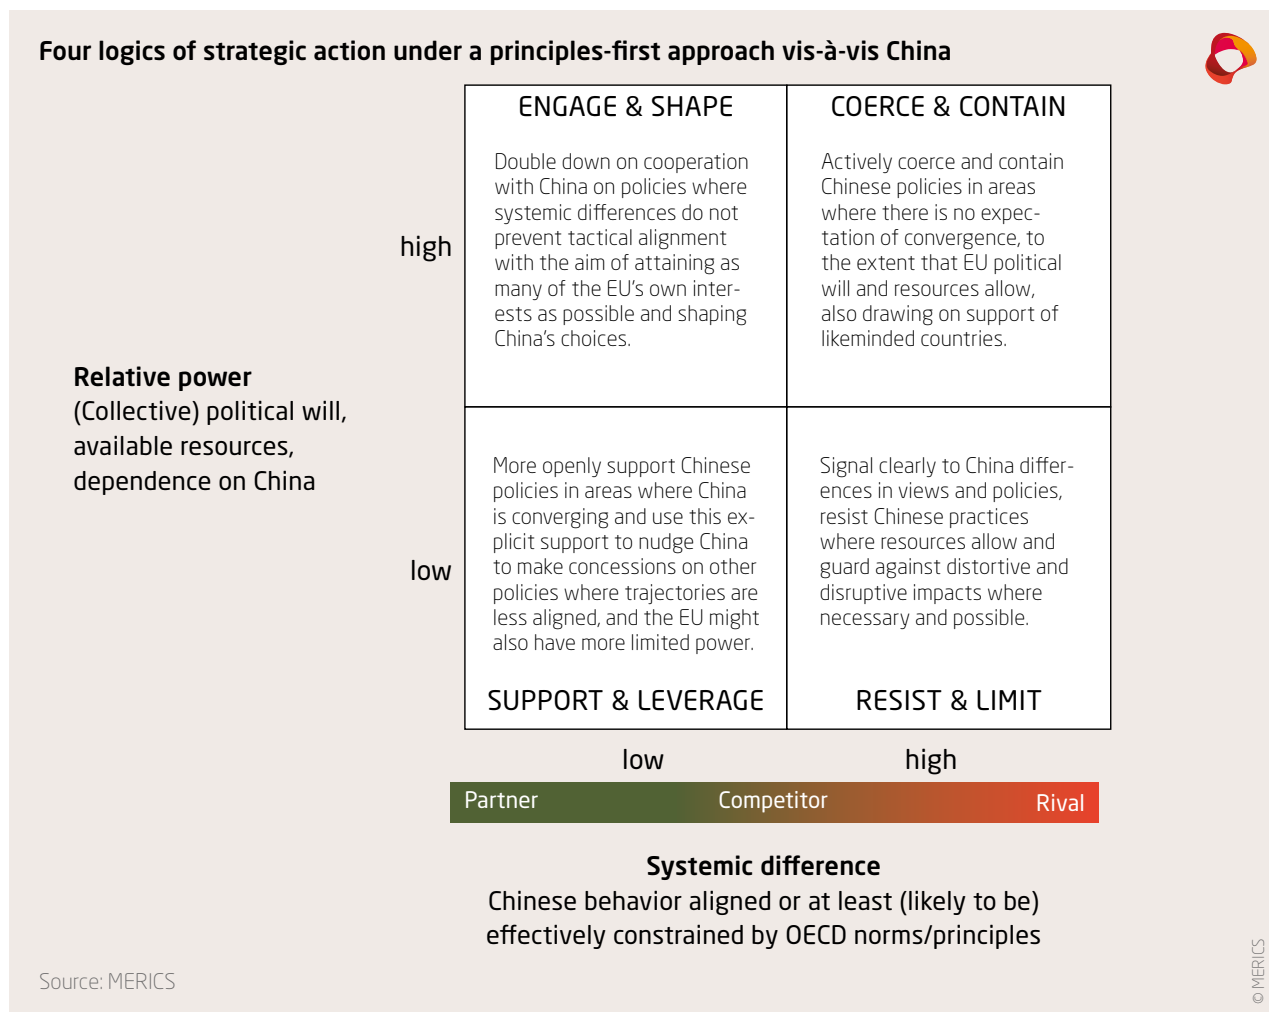 Four logics of strategic action under a principles-first approach vis-à-vis China
ENGAGE & SHAPE
Double down on cooperation
with China on policies where
systemic differences do not
prevent tactical alignment
with the aim of attaining as
many of the EU's own inter-
ests as possible and shaping
China's choices.
COERCE & CONTAIN
Actively coerce and contain
Chinese policies in areas
where there is no expec-
tation of convergence, to
the extent that EU political
will and resources allow,
also drawing on support of
likeminded countries.
high
Relative power
(Collective) political will,
available resources,
dependence on China
low
More openly support Chinese
policies in areas where China
is converging and use this ex-
plicit support to nudge China
to make concessions on other
policies where trajectories are
less aligned, and the EU might
also have more limited power.
SUPPORT & LEVERAGE
Signal clearly to China differ-
ences in views and policies,
resist Chinese practices
where resources allow and
guard against distortive and
disruptive impacts where
necessary and possible.
RESIST & LIMIT
low
high
Partner
Competitor
Rival
Systemic difference
Chinese behavior aligned or at least (likely to be)
effectively constrained by OECD norms/principles
Source: MERICS
© MERICS